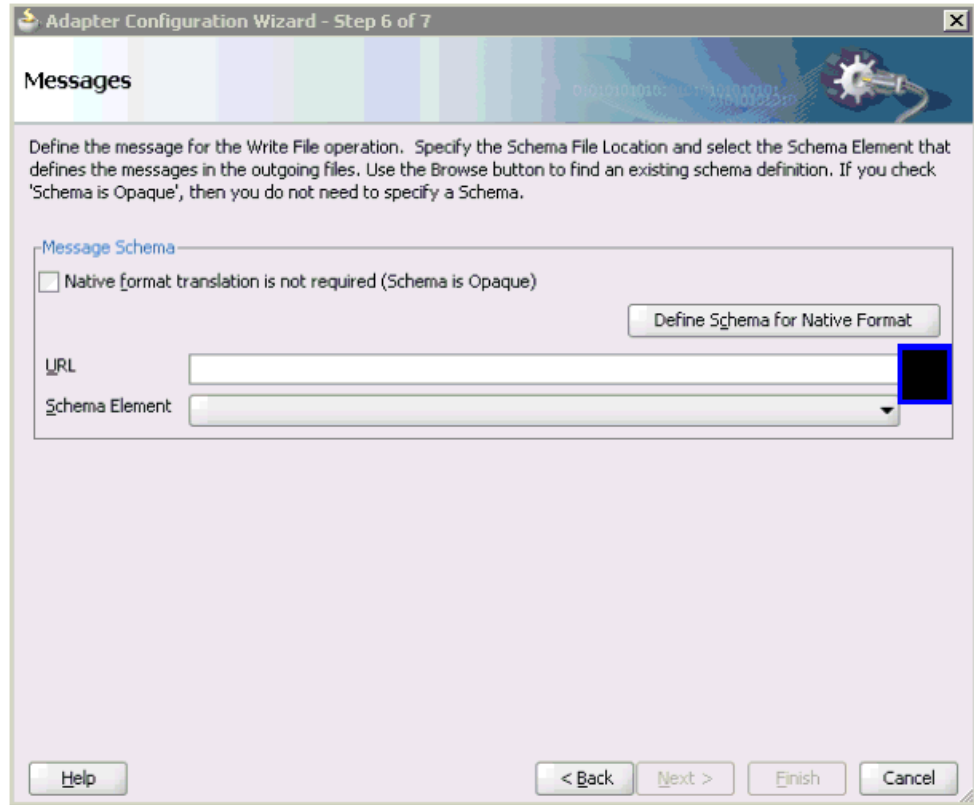 Adapter Configuration Wizard - Step 6 of 7
Messages
Define the message for the Write File operation.  Specify the Schema File Location and select the Schema Element that
defines the messages in the outgoing files. Use the Browse button to find an existing schema definition. If you check
'Schema is Opaque', then you do not need to specify a Schema.
Message Schema
Native format translation is not required (Schema is Opaque)
Define Schema for Native Format
URL
Schema Element
Help
< Back
Next >
Finish
Cancel